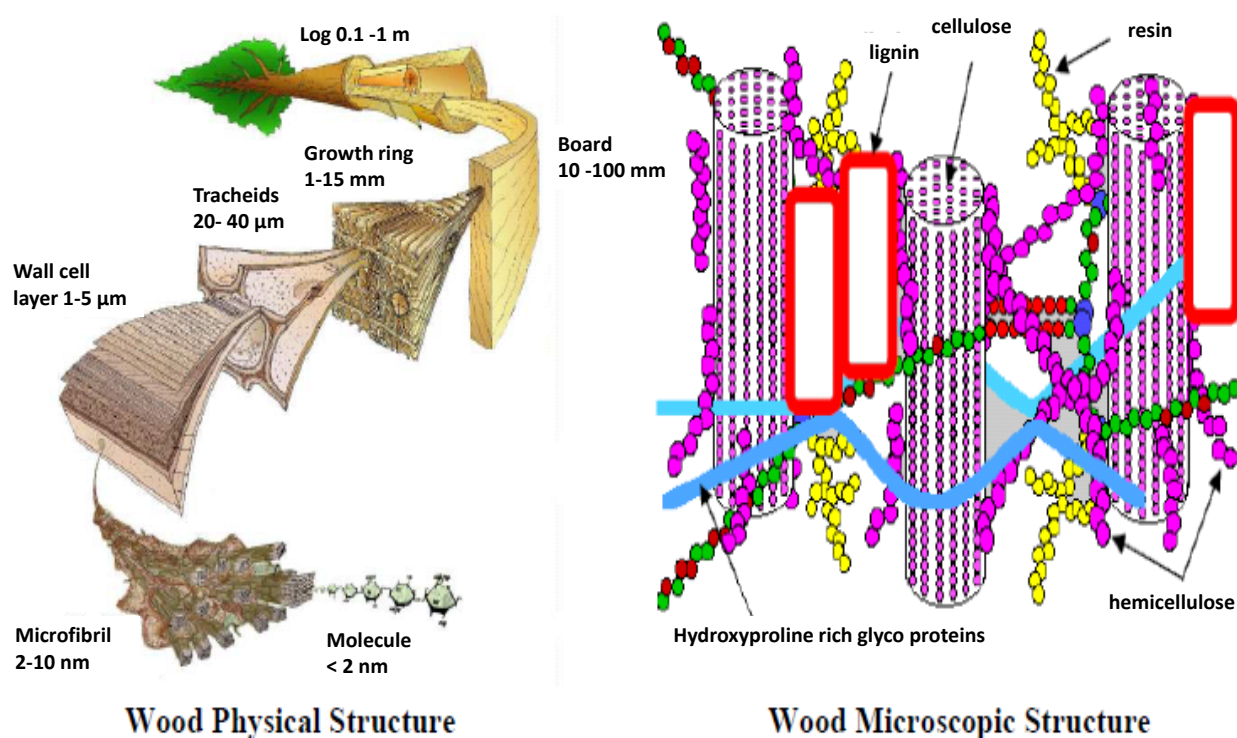 Log 0.1 -1 m
Growth ring
1-15 mm
Board
10 -100 mm
Tracheids
20- 40 µm
Wall cell
layer 1-5 µm
Microfibril
2-10 nm
Molecule
< 2 nm
Wood Physical Structure
cellulose
lignin
resin
hemicellulose
Hydroxyproline rich glyco proteins
Wood Microscopic Structure